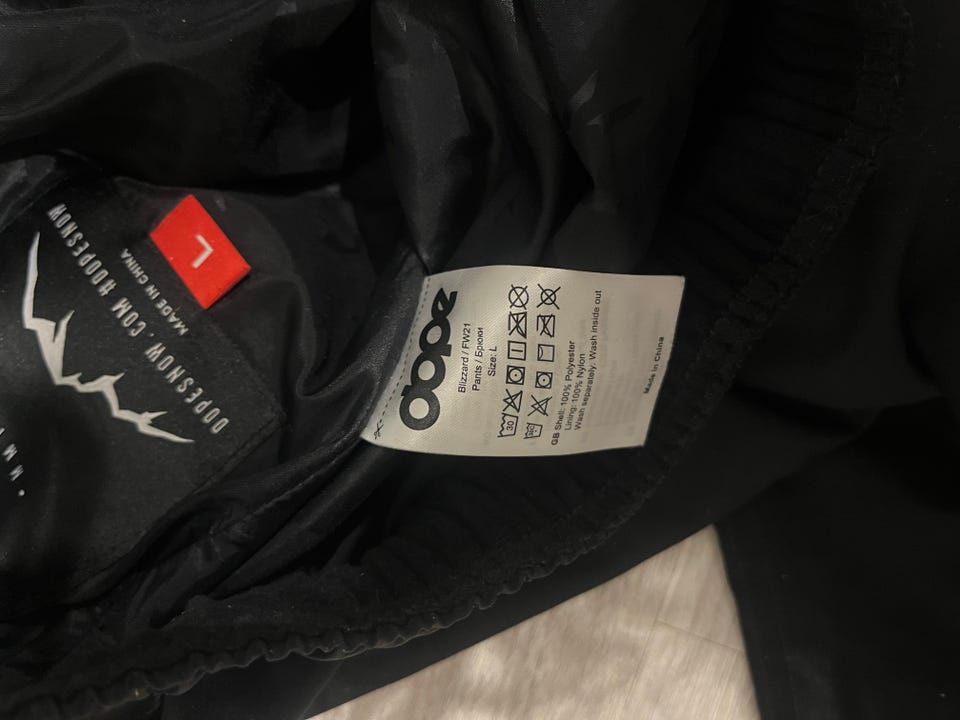 DOPESNOW.COM #DOPESNOW
MADE IN CHINA
L
dope
Blizzard / FW21
Pants / Брюки
Size: L
30
GB Shell: 100% Polyester
Lining: 100% Nylon
Wash separately. Wash inside out
Made in China